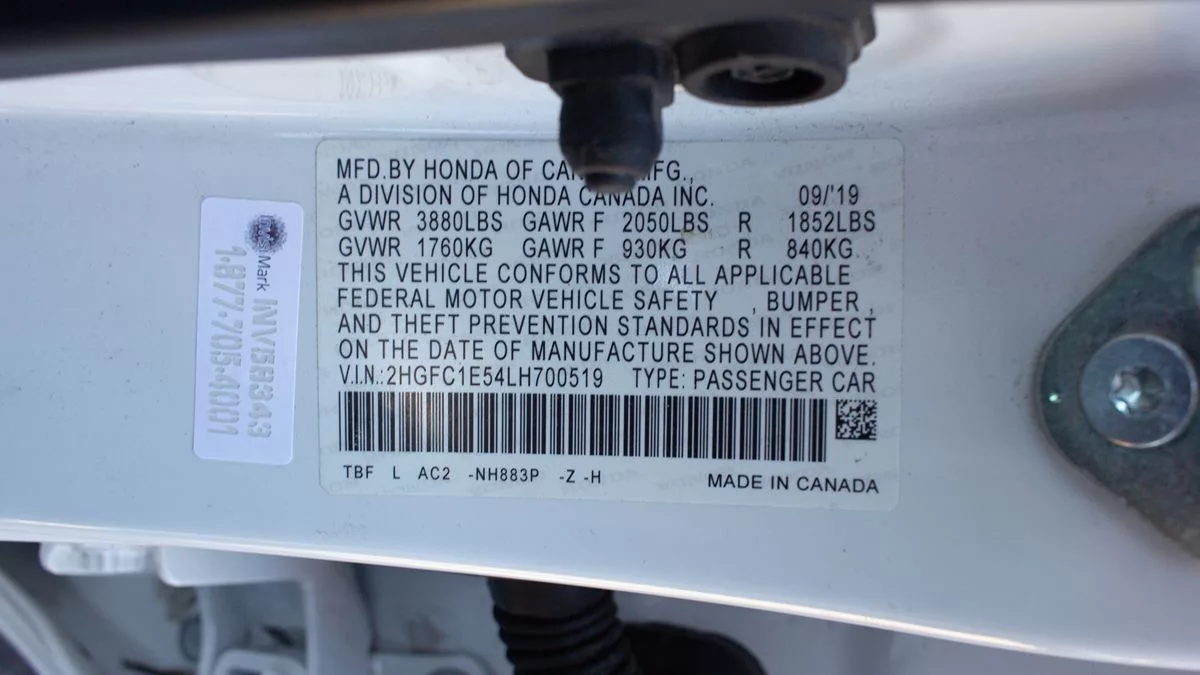 MFD.BY HONDA OF MFG.,
A DIVISION OF HONDA CANADA INC. 09/'19
GVWR 3880LBS GAWR F 2050LBS R 1852LBS
GVWR 1760KG GAWR F 930KG R 840KG
THIS VEHICLE CONFORMS TO ALL APPLICABLE
FEDERAL MOTOR VEHICLE SAFETY , BUMPER ,
AND THEFT PREVENTION STANDARDS IN EFFECT
ON THE DATE OF MANUFACTURE SHOWN ABOVE.
V.I.N.:2HGFC1E54LH700519 TYPE: PASSENGER CAR
TBF L AC2 -NH883P -Z -H MADE IN CANADA
Mark INV58343
1·877·705·4001